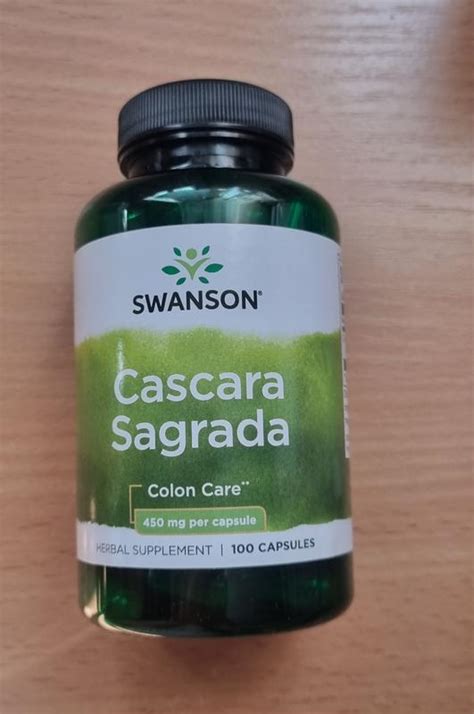 SWANSON®
Cascara
Sagrada
Colon Care**
450 mg per capsule
HERBAL SUPPLEMENT | 100 CAPSULES